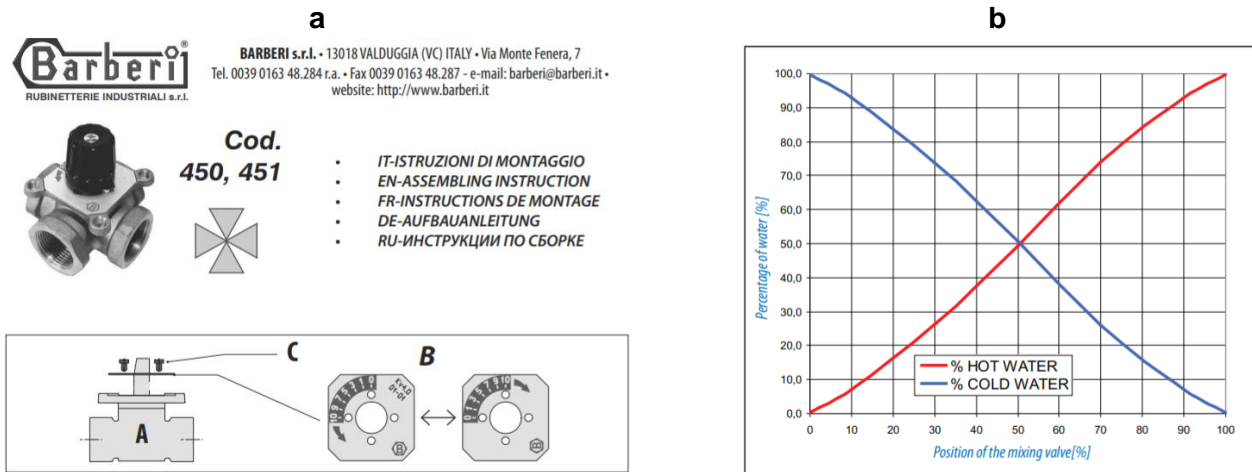 a
Barberi®
RUBINETTERIE INDUSTRIALI s.r.l.
BARBERI s.r.l. • 13018 VALDUGGIA (VC) ITALY • Via Monte Fenera, 7
Tel. 0039 0163 48.284 r.a. • Fax 0039 0163 48.287 - e-mail: barberi@barberi.it •
website: http://www.barberi.it
Cod.
450, 451
• IT-ISTRUZIONI DI MONTAGGIO
• EN-ASSEMBLING INSTRUCTION
• FR-INSTRUCTIONS DE MONTAGE
• DE-AUFBAUANLEITUNG
• RU-ИНСТРУКЦИИ ПО СБОРКЕ
C
B
A
b
100,0
90,0
80,0
70,0
60,0
50,0
40,0
30,0
20,0
10,0
0,0
Percentage of water [%]
% HOT WATER
% COLD WATER
0 10 20 30 40 50 60 70 80 90 100
Position of the mixing valve[%]